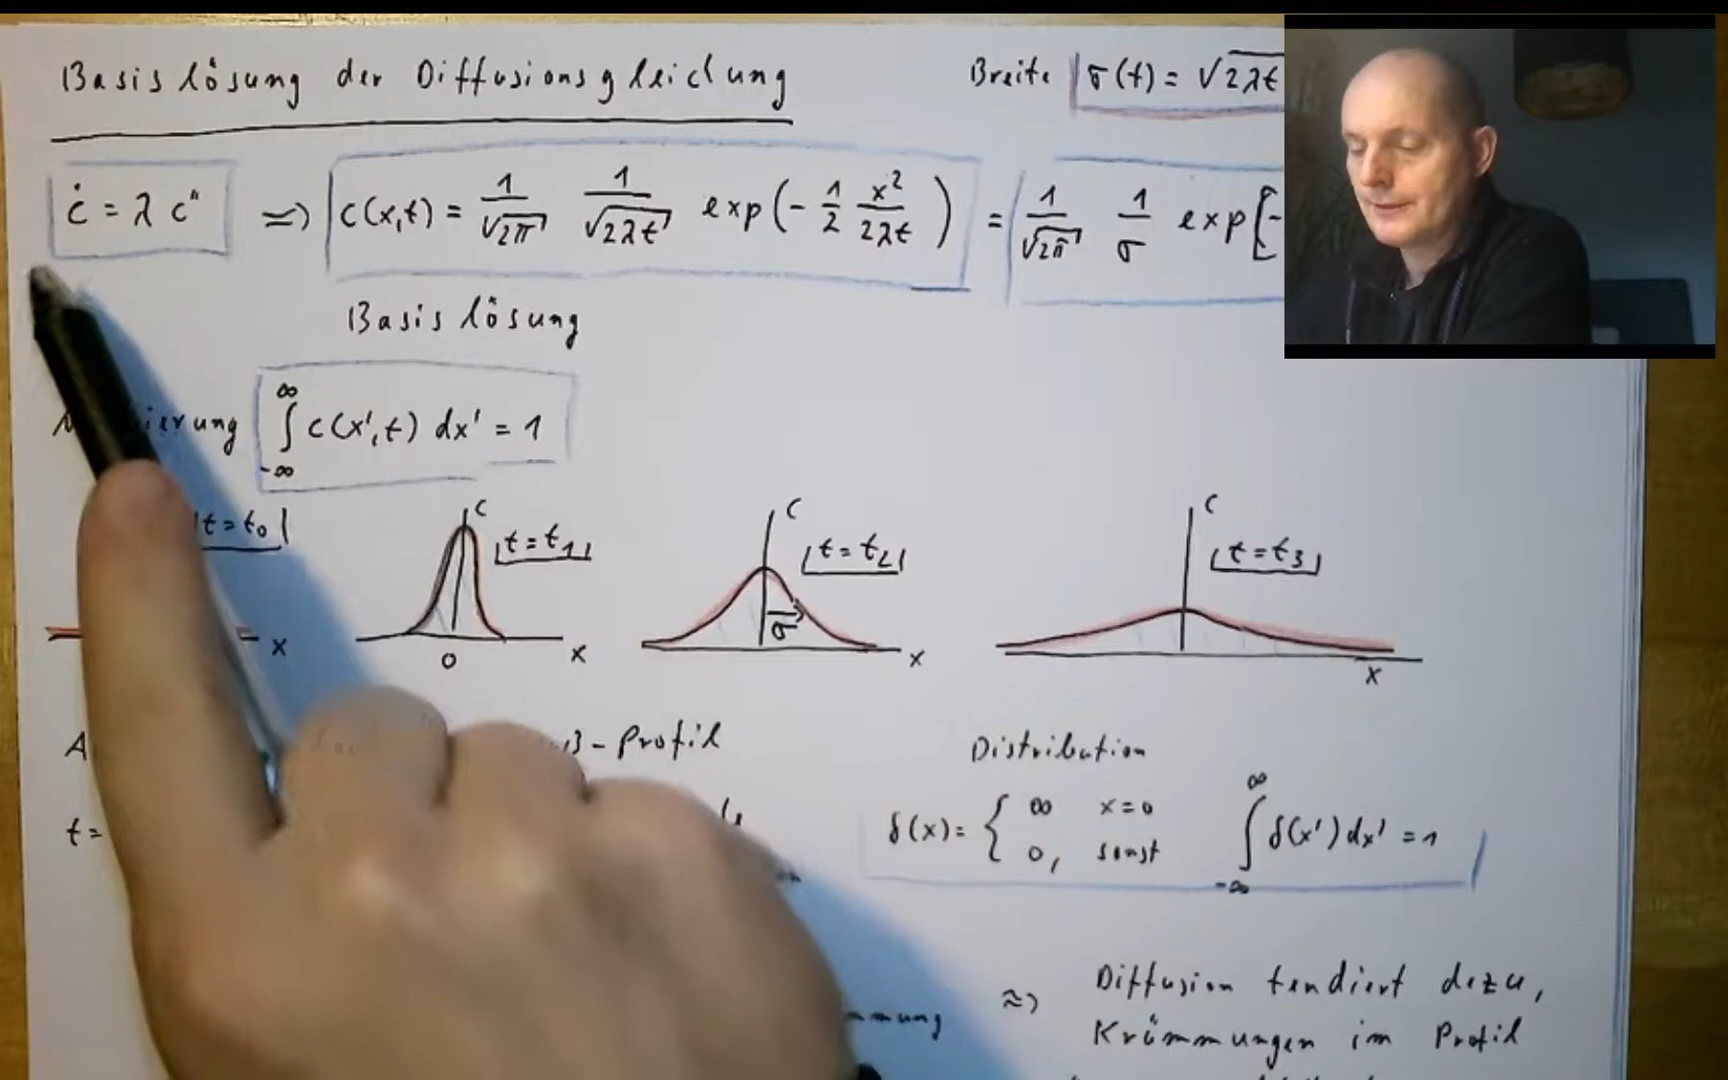 Basislösung der Diffusionsgleichung
Breite σ(t) = √2λt
ċ = λ c" => c(x,t) = 1/√2π 1/√2λt exp(- 1/2 x²/2λt) = 1/√2π 1/σ exp[-
Basislösung
ierung ∫_{-∞}^{∞} c(x',t) dx' = 1
t=t₀ x
c t=t₁ 0 x
c t=t₂ σ x
c t=t₃ x
-Profil
Distribution
t=
δ(x)= { ∞ x=0
0, sonst
∫_{-∞}^{∞} δ(x')dx' = 1
mmung
≈> Diffusion tendiert dazu,
Krümmungen im Profil